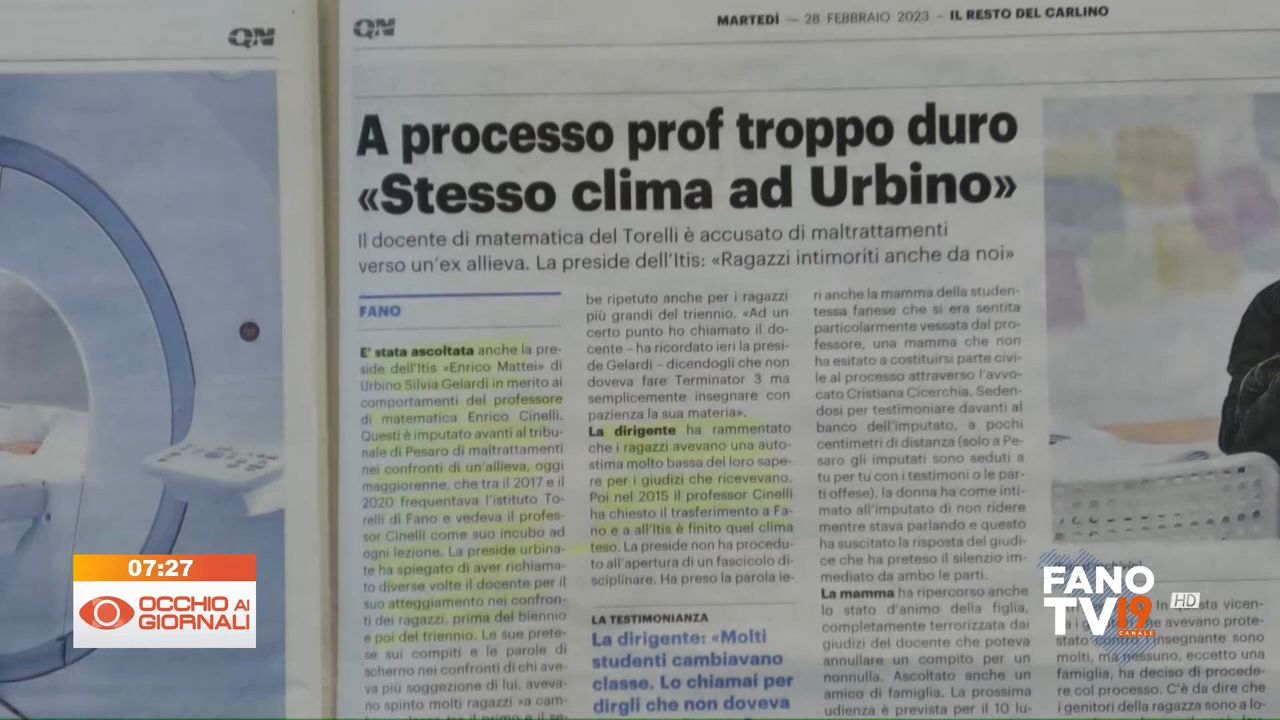 QN
QN
MARTEDÌ — 28 FEBBRAIO 2023 – IL RESTO DEL CARLINO
A processo prof troppo duro
«Stesso clima ad Urbino»
Il docente di matematica del Torelli è accusato di maltrattamenti
verso un'ex allieva. La preside dell'Itis: «Ragazzi intimoriti anche da noi»
FANO
E' stata ascoltata anche la pre-
side dell'Itis «Enrico Mattei» di
Urbino Silvia Gelardi in merito ai
comportamenti del professore
di matematica Enrico Cinelli.
Questi è imputato avanti al tribu-
nale di Pesaro di maltrattamenti
nei confronti di un'allieva, oggi
maggiorenne, che tra il 2017 e il
2020 frequentava l'istituto To-
relli di Fano e vedeva il profes-
sor Cinelli come suo incubo ad
ogni lezione. La preside urbina-
te ha spiegato di aver richiama-
to diverse volte il docente per il
suo atteggiamento nei confron-
ti dei ragazzi, prima del biennio
e poi del triennio. Le sue prete-
se sui compiti e le parole di
scherno nei confronti di chi ave-
va più soggezione di lui, aveva-
no spinto molti ragazzi «a cam-
be ripetuto anche per i ragazzi
più grandi del triennio. «Ad un
certo punto ho chiamato il do-
cente – ha ricordato ieri la presi-
de Gelardi – dicendogli che non
doveva fare Terminator 3 ma
semplicemente insegnare con
pazienza la sua materia».
La dirigente ha rammentato
che i ragazzi avevano una auto-
stima molto bassa del loro sape-
re per i giudizi che ricevevano.
Poi nel 2015 il professor Cinelli
ha chiesto il trasferimento a Fa-
no e a all'Itis è finito quel clima
teso. La preside non ha procedu-
to all'apertura di un fascicolo di-
sciplinare. Ha preso la parola ie-
LA TESTIMONIANZA
La dirigente: «Molti
studenti cambiavano
classe. Lo chiamai per
dirgli che non doveva
ri anche la mamma della studen-
tessa fanese che si era sentita
particolarmente vessata dal pro-
fessore, una mamma che non
ha esitato a costituirsi parte civi-
le al processo attraverso l'avvo-
cato Cristiana Cicerchia. Seden-
dosi per testimoniare davanti al
banco dell'imputato, a pochi
centimetri di distanza (solo a Pe-
saro gli imputati sono seduti a
tu per tu con i testimoni o le par-
ti offese), la donna ha come inti-
mato all'imputato di non ridere
mentre stava parlando e questo
ha suscitato la risposta del giudi-
ce che ha preteso il silenzio im-
mediato da ambo le parti.
La mamma ha ripercorso anche
lo stato d'animo della figlia,
completamente terrorizzata dai
giudizi del docente che poteva
annullare un compito per un
nonnulla. Ascoltato anche un
amico di famiglia. La prossima
udienza è prevista per il 10 lu-
In vicen-
avevano prote-
stato contro l'insegnante sono
molti, ma nessuno, eccetto una
famiglia, ha deciso di procede-
re col processo. C'è da dire che
i genitori della ragazza sono a lo-
07:27
OCCHIO AI
GIORNALI
FANO
TV19
CANALE
HD